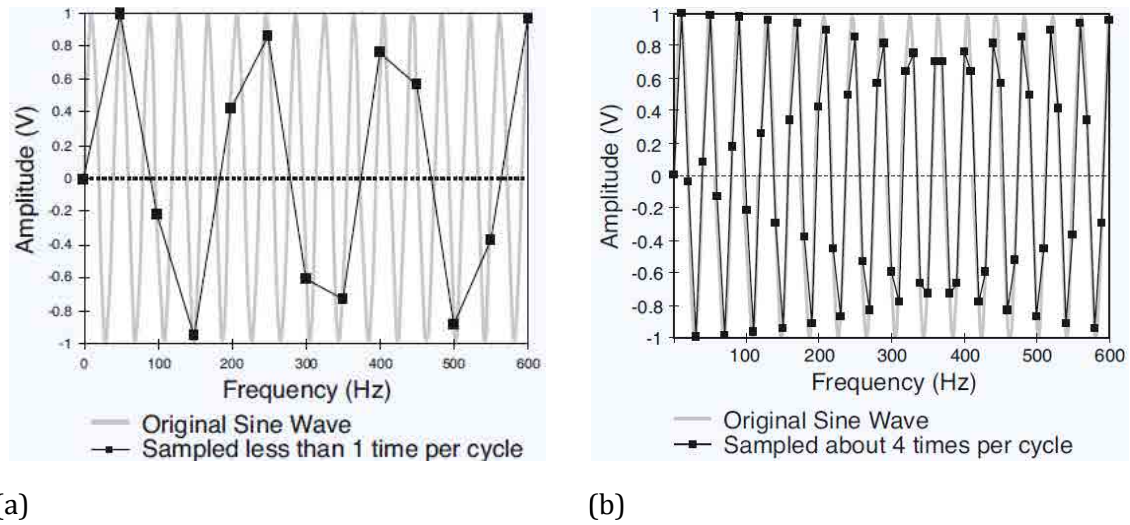 Amplitude (V)
1
0.8
0.6
0.4
0.2
0
-0.2
-0.4
-0.6
-0.8
-1
0 100 200 300 400 500 600
Frequency (Hz)
Original Sine Wave
Sampled less than 1 time per cycle
(a)
Amplitude (V)
1
0.8
0.6
0.4
0.2
0
-0.2
-0.4
-0.6
-0.8
-1
100 200 300 400 500 600
Frequency (Hz)
Original Sine Wave
Sampled about 4 times per cycle
(b)